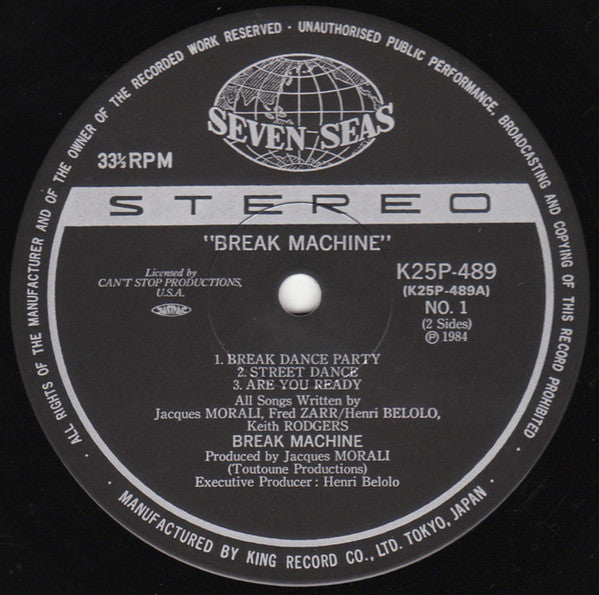 · ALL RIGHTS OF THE MANUFACTURER AND OF THE OWNER OF THE RECORDED WORK RESERVED · UNAUTHORISED PUBLIC PERFORMANCE, BROADCASTING AND COPYING OF THIS RECORD PROHIBITED ·
SEVEN SEAS
33⅓ RPM
STEREO
"BREAK MACHINE"
Licensed by
CAN'T STOP PRODUCTIONS,
U.S.A.
K25P-489
(K25P-489A)
NO. 1
(2 Sides)
Ⓟ 1984
1. BREAK DANCE PARTY
2. STREET DANCE
3. ARE YOU READY
All Songs Written by
Jacques MORALI, Fred ZARR/Henri BELOLO,
Keith RODGERS
BREAK MACHINE
Produced by Jacques MORALI
(Toutoune Productions)
Executive Producer : Henri Belolo
· MANUFACTURED BY KING RECORD CO., LTD. TOKYO, JAPAN ·